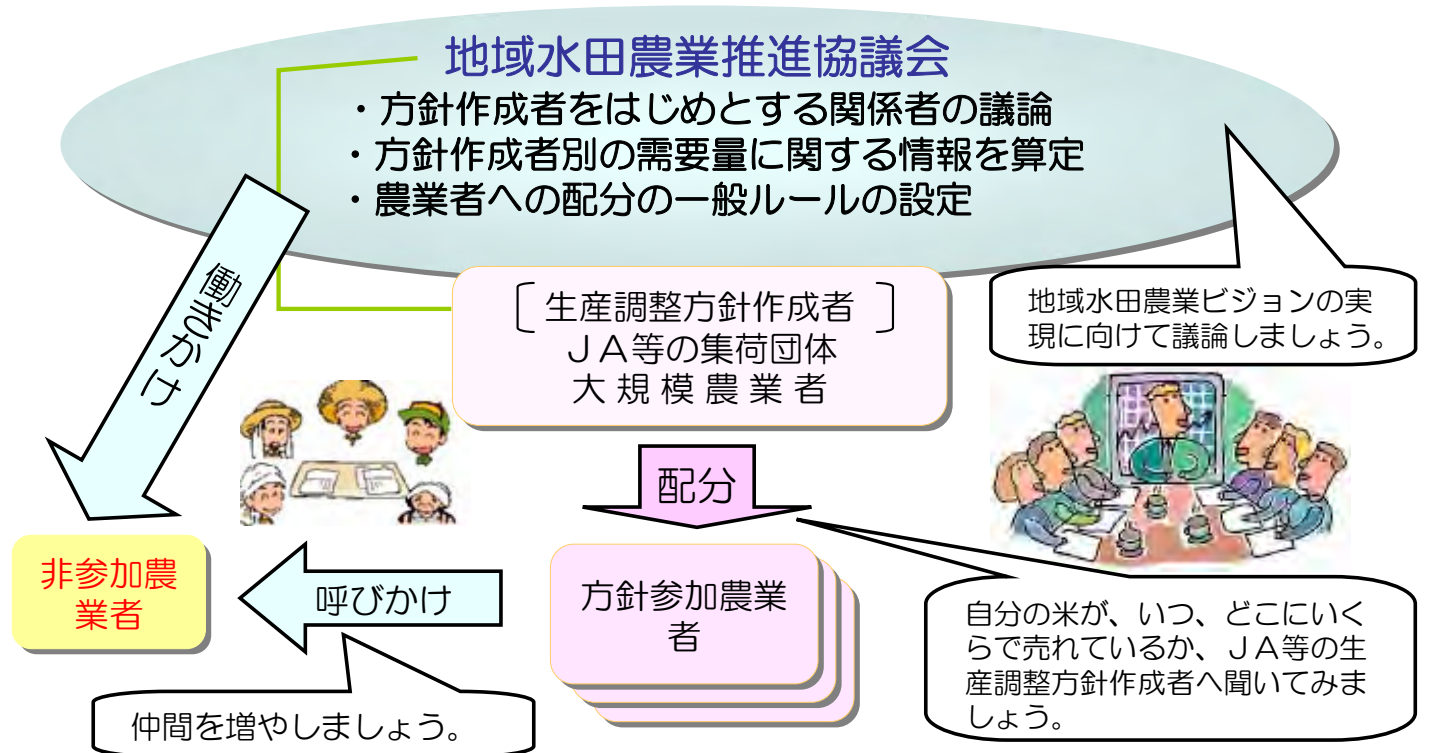 地域水田農業推進協議会
・方針作成者をはじめとする関係者の議論
・方針作成者別の需要量に関する情報を算定
・農業者への配分の一般ルールの設定
働きかけ
生産調整方針作成者
ＪＡ等の集荷団体
大規模農業者
地域水田農業ビジョンの実
現に向けて議論しましょう。
配分
非参加農
業者
呼びかけ
方針参加農業
者
自分の米が、いつ、どこにいく
らで売れているか、ＪＡ等の生
産調整方針作成者へ聞いてみま
しょう。
仲間を増やしましょう。